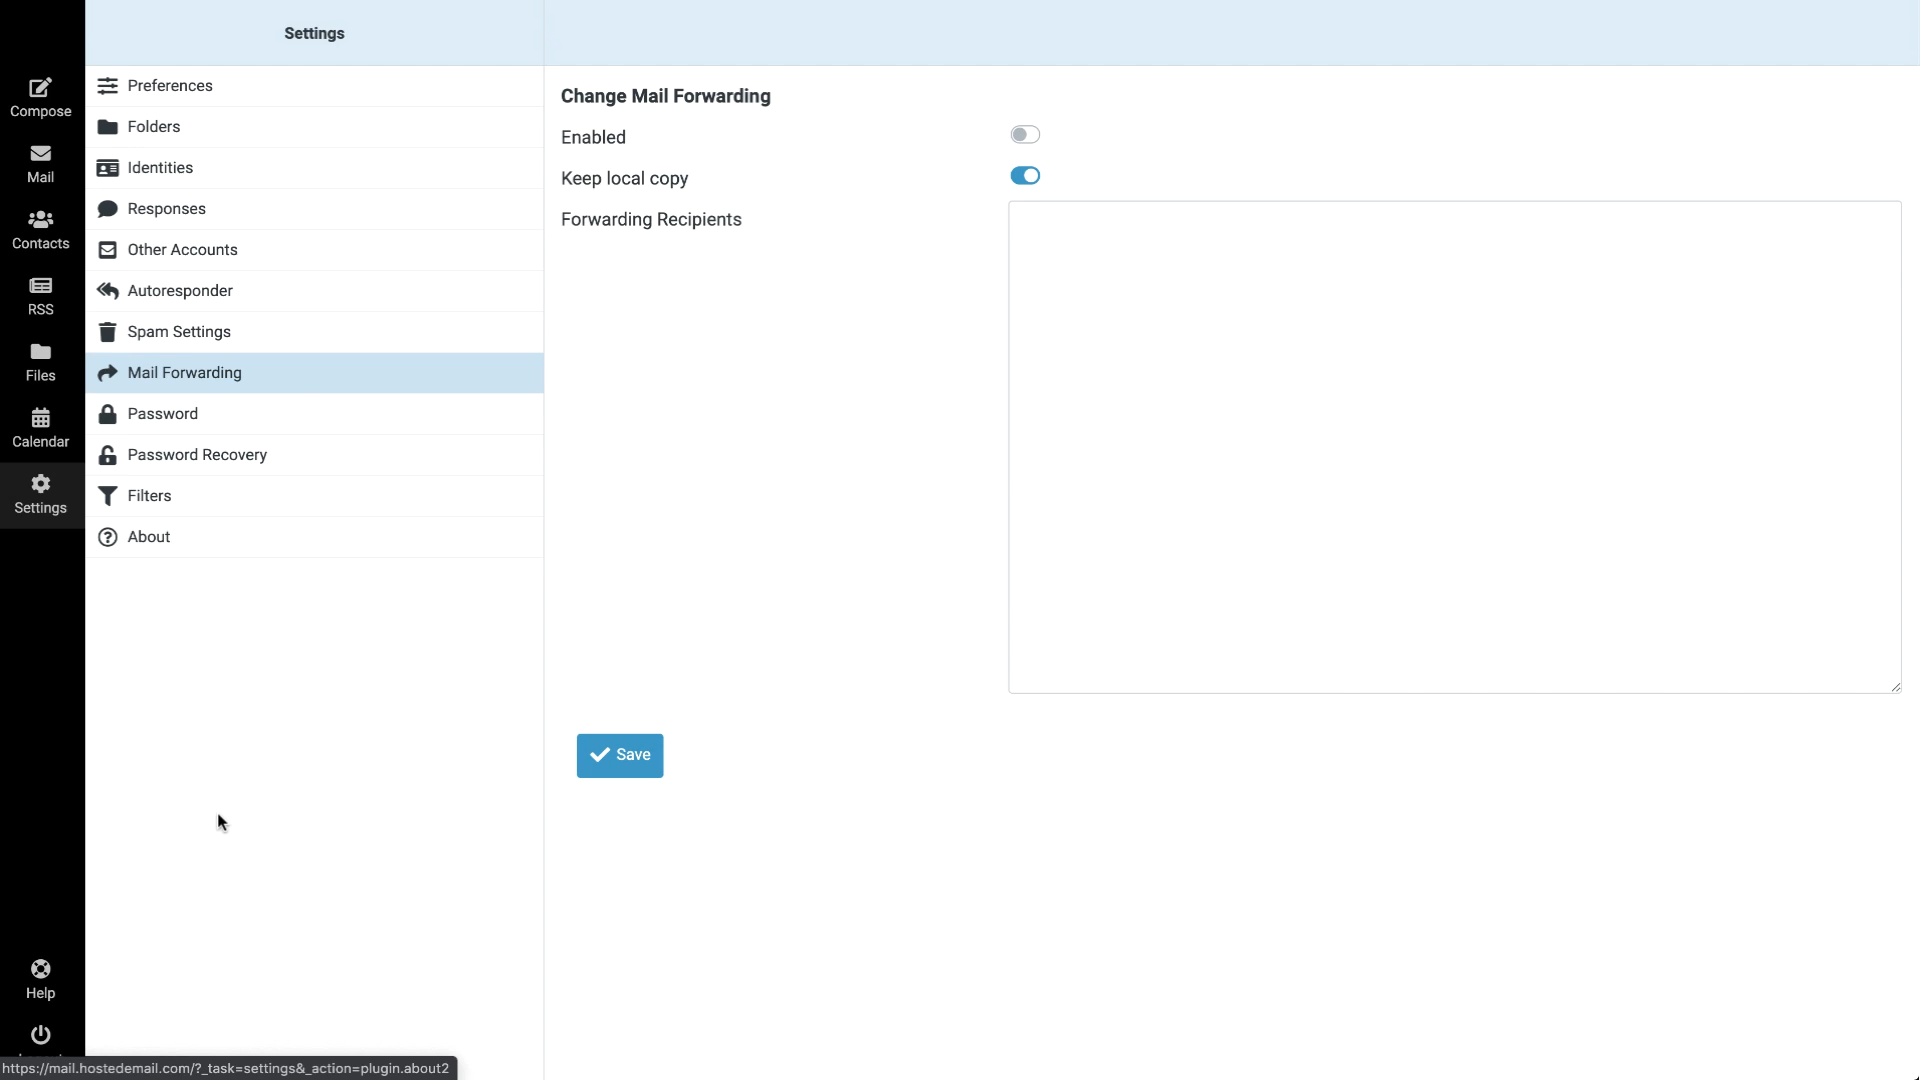 Settings
Compose
Mail
Contacts
RSS
Files
Calendar
Settings
Help
Preferences
Folders
Identities
Responses
Other Accounts
Autoresponder
Spam Settings
Mail Forwarding
Password
Password Recovery
Filters
About
Change Mail Forwarding
Enabled
Keep local copy
Forwarding Recipients
Save
https://mail.hostedemail.com/?_task=settings&_action=plugin.about2